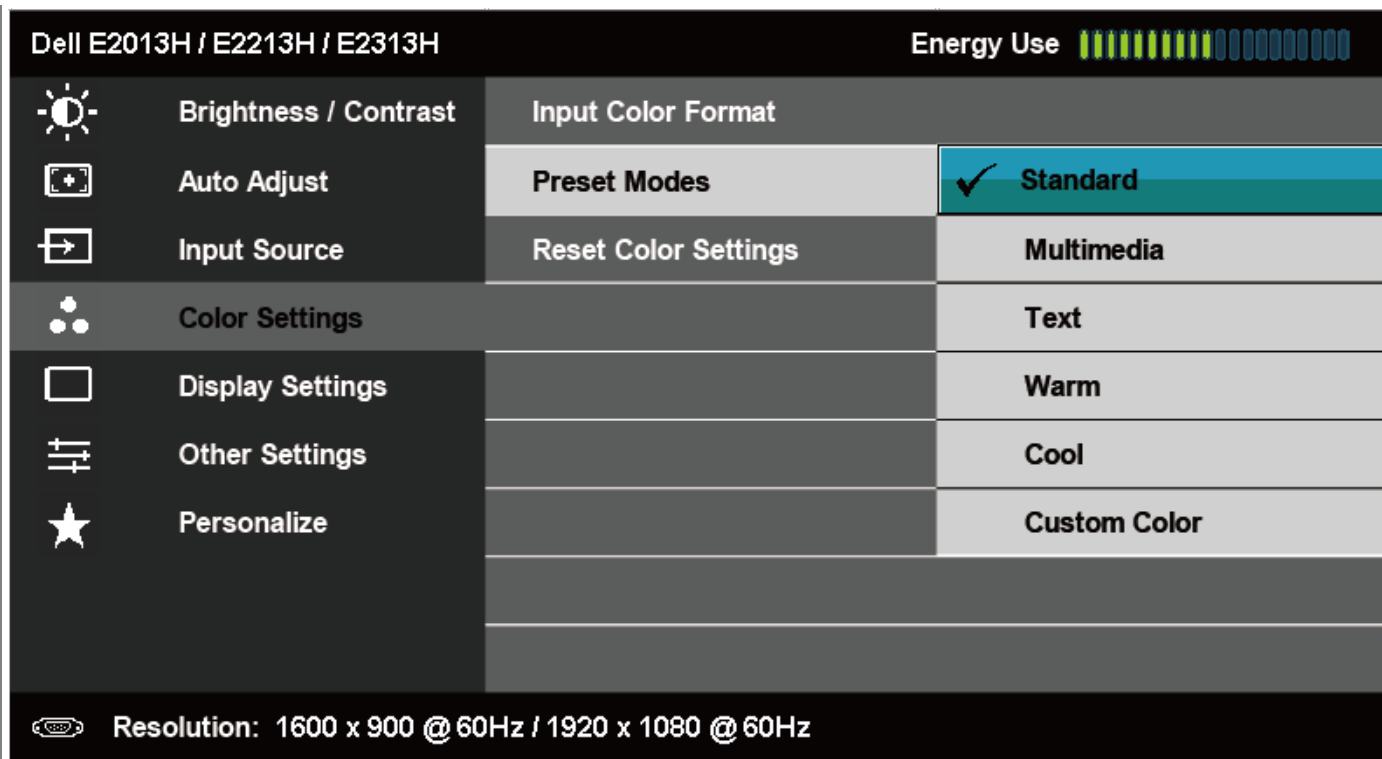 Dell E2013H / E2213H / E2313H Energy Use
Brightness / Contrast Input Color Format
Auto Adjust Preset Modes Standard
Input Source Reset Color Settings Multimedia
Color Settings Text
Display Settings Warm
Other Settings Cool
Personalize Custom Color
Resolution: 1600 x 900 @ 60Hz / 1920 x 1080 @ 60Hz